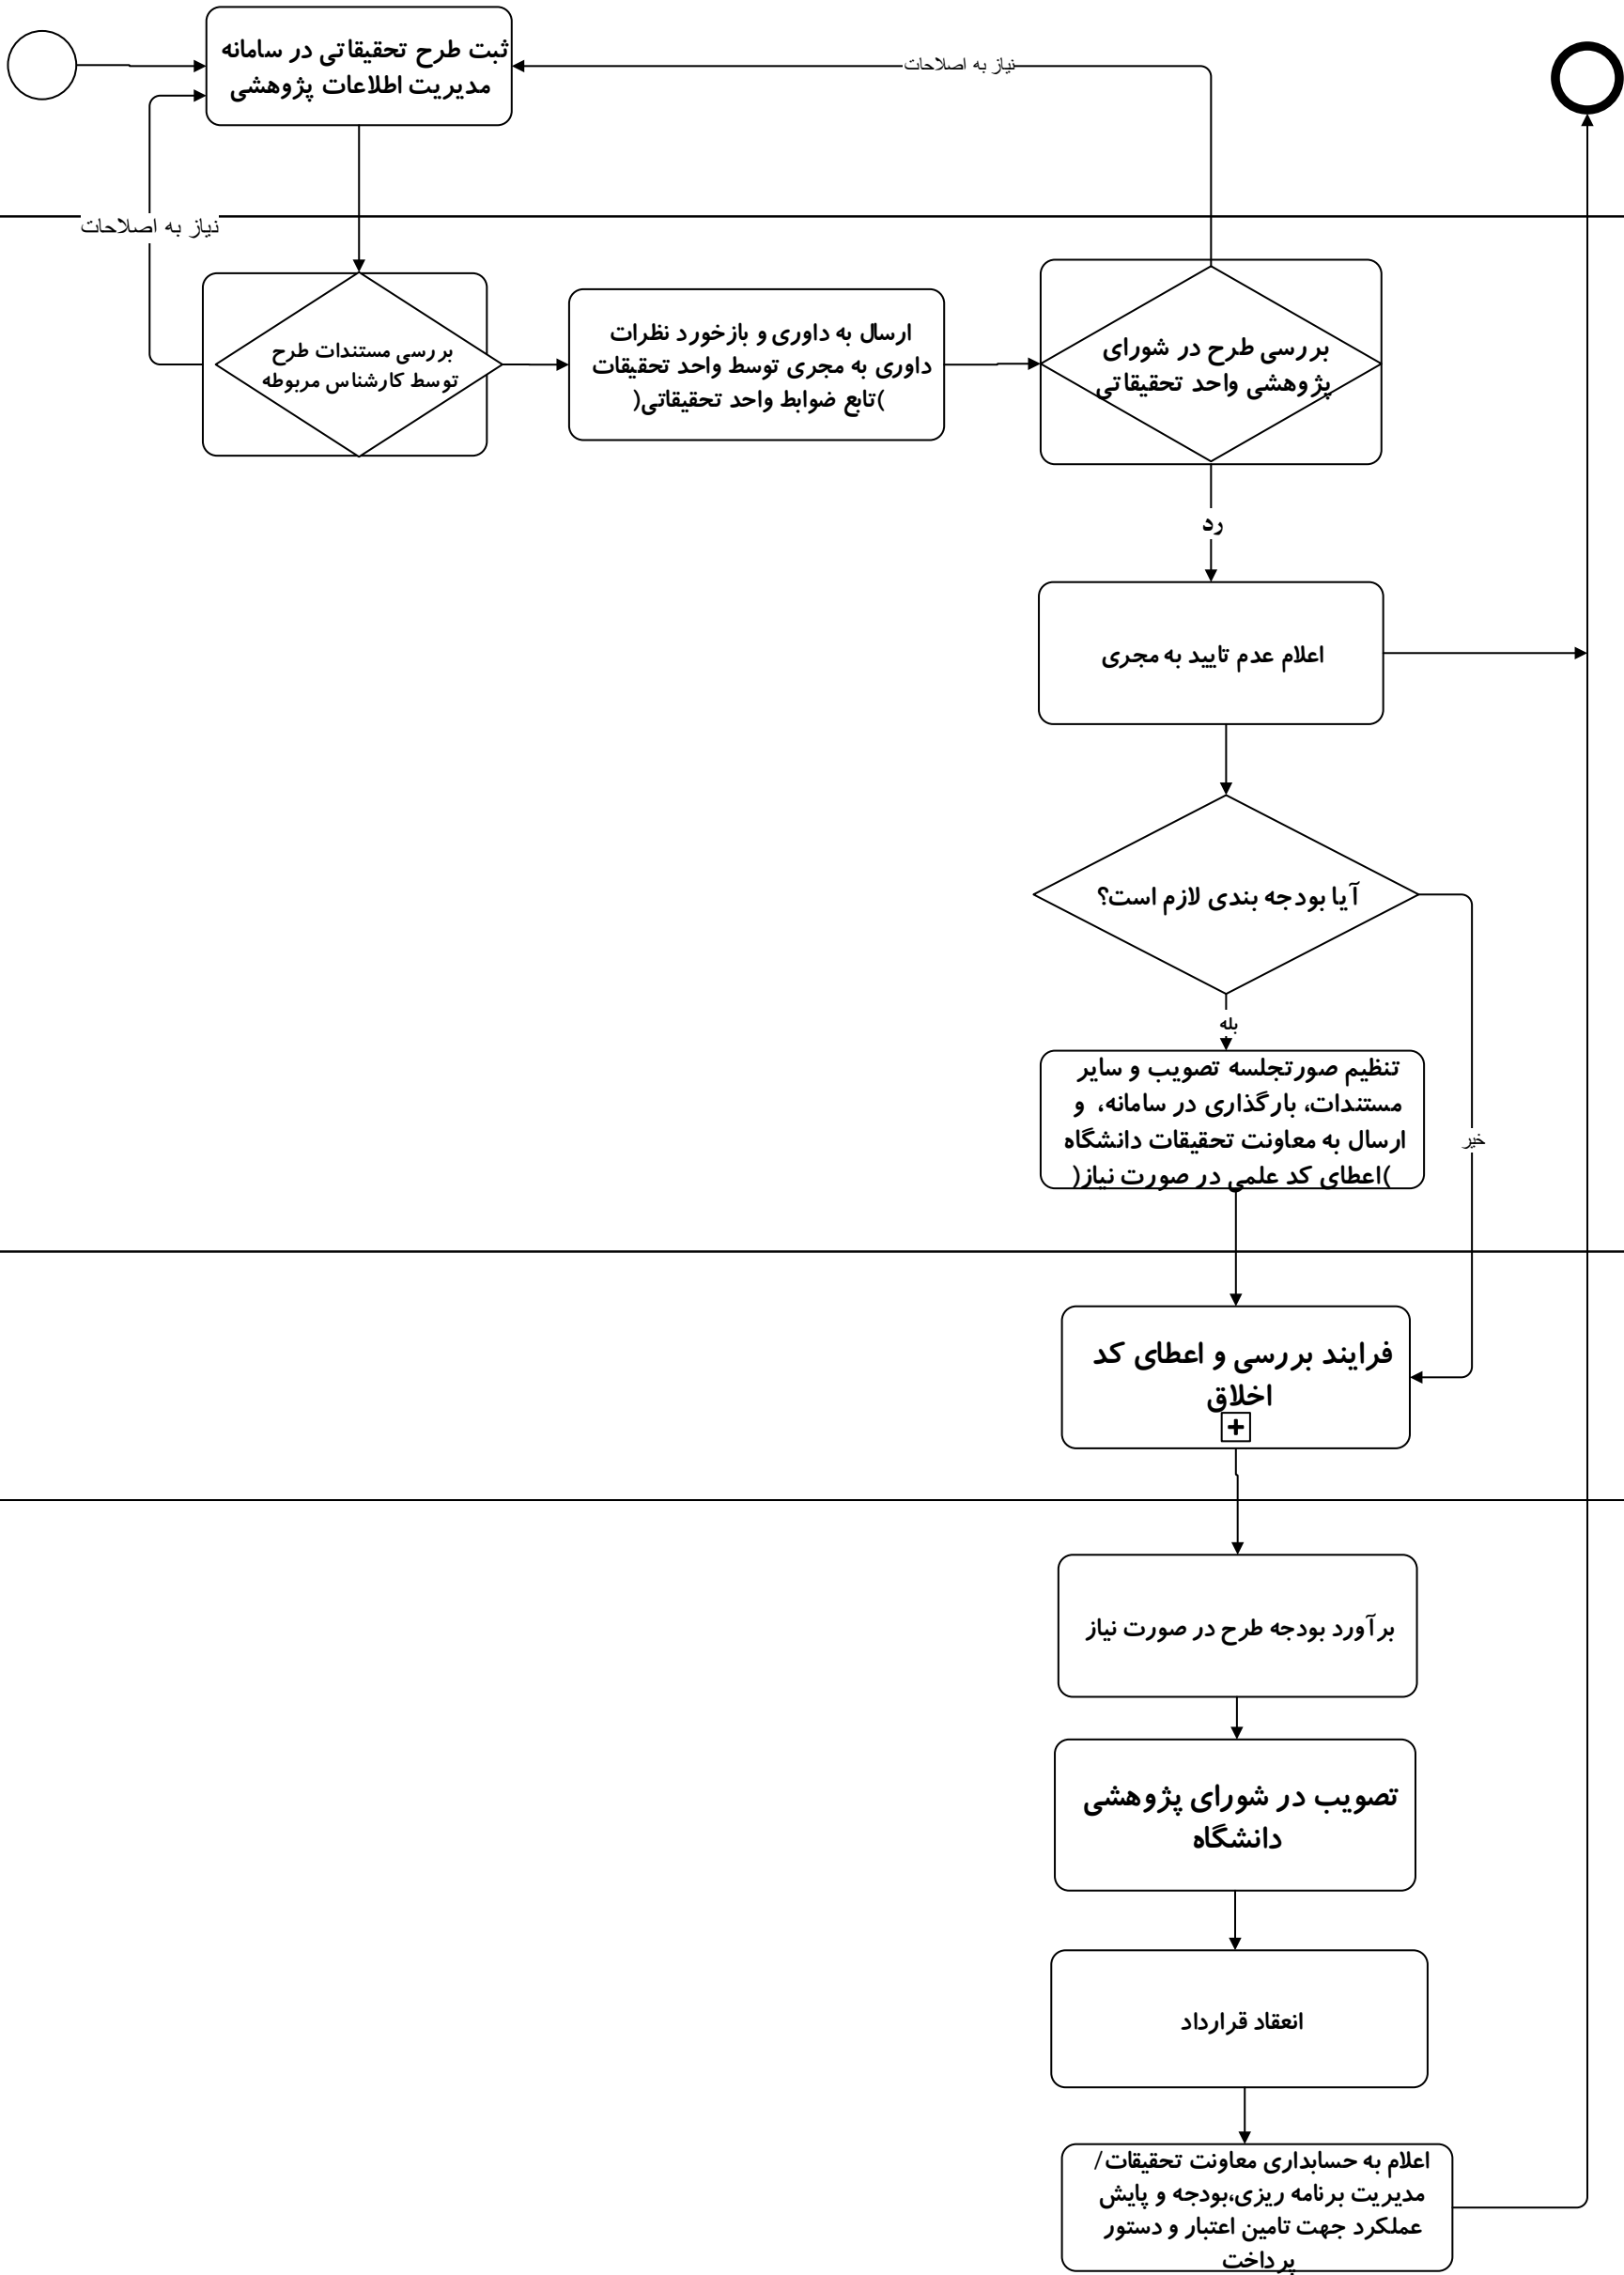 ثبت طرح تحقیقاتی در سامانه
مدیریت اطلاعات پژوهشی
نیاز به اصلاحات
نیاز به اصلاحات
بررسی مستندات طرح
توسط کارشناس مربوطه
ارسال به داوری و بازخورد نظرات
داوری به مجری توسط واحد تحقیقات
)تابع ضوابط واحد تحقیقاتی(
بررسی طرح در شورای
پژوهشی واحد تحقیقاتی
رد
اعلام عدم تایید به مجری
آیا بودجه بندی لازم است؟
بله
خیر
تنظیم صورتجلسه تصویب و سایر
مستندات، بارگذاری در سامانه، و
ارسال به معاونت تحقیقات دانشگاه
)اعطای کد علمی در صورت نیاز(
فرایند بررسی و اعطای کد
اخلاق
برآورد بودجه طرح در صورت نیاز
تصویب در شورای پژوهشی
دانشگاه
انعقاد قرارداد
اعلام به حسابداری معاونت تحقیقات/
مدیریت برنامه ریزی،بودجه و پایش
عملکرد جهت تامین اعتبار و دستور
پرداخت